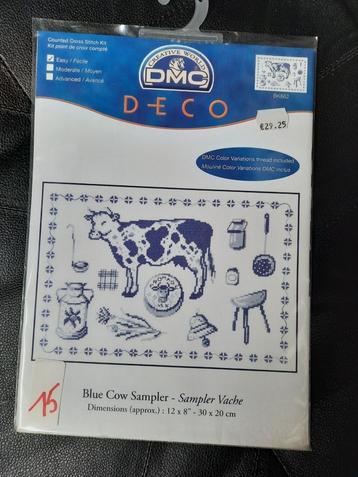 Counted Cross Stitch Kit
Kit point de croix compté
Easy / Facile
Moderate / Moyen
Advanced / Avancé
CREATIVE WORLD
DMC
DECO
BK662
€29.25
DMC Color Variations thread included
Mouliné Color Variations DMC inclus
15
Blue Cow Sampler - Sampler Vache
Dimensions (approx.) : 12 x 8" - 30 x 20 cm